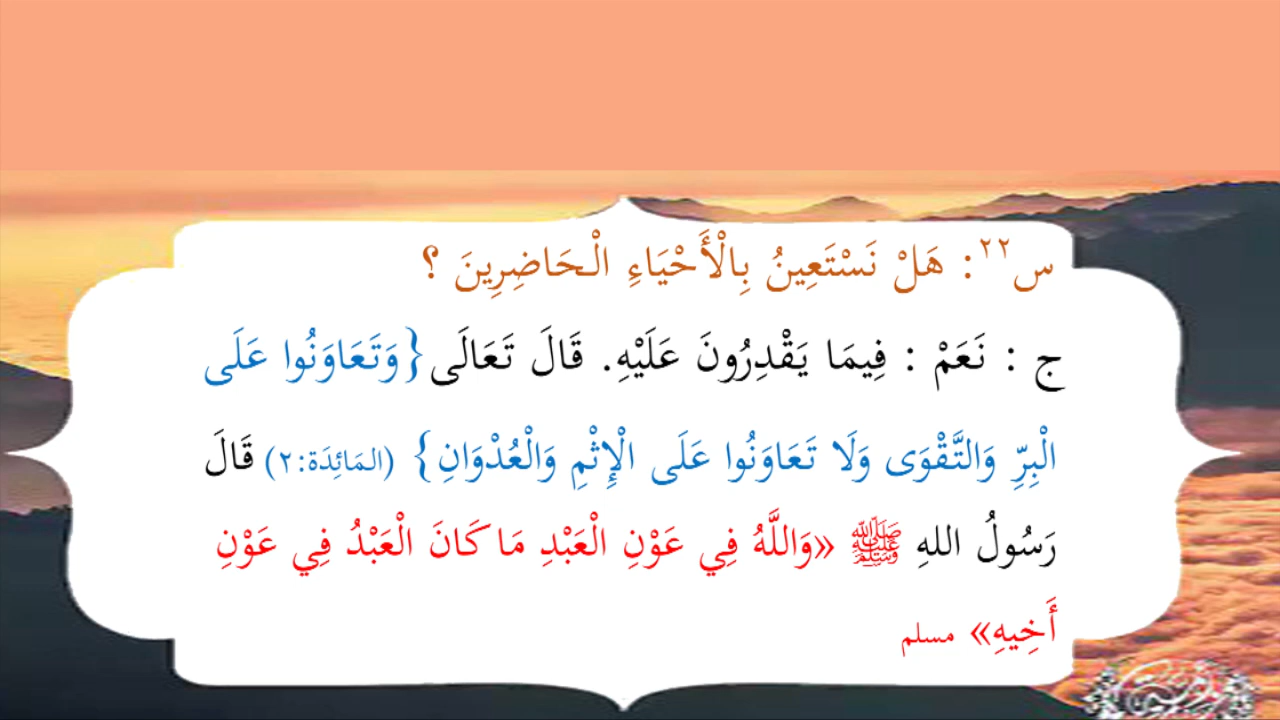 س٢٢: هَلْ نَسْتَعِينُ بِالْأَحْيَاءِ الْحَاضِرِينَ ؟
ج : نَعَمْ : فِيمَا يَقْدِرُونَ عَلَيْهِ. قَالَ تَعَالَى {وَتَعَاوَنُوا عَلَى
الْبِرِّ وَالتَّقْوَى وَلَا تَعَاوَنُوا عَلَى الْإِثْمِ وَالْعُدْوَانِ} (المَائِدَة:٢) قَالَ
رَسُولُ اللهِ ﷺ «وَاللَّهُ فِي عَوْنِ الْعَبْدِ مَا كَانَ الْعَبْدُ فِي عَوْنِ
أَخِيهِ» مسلم